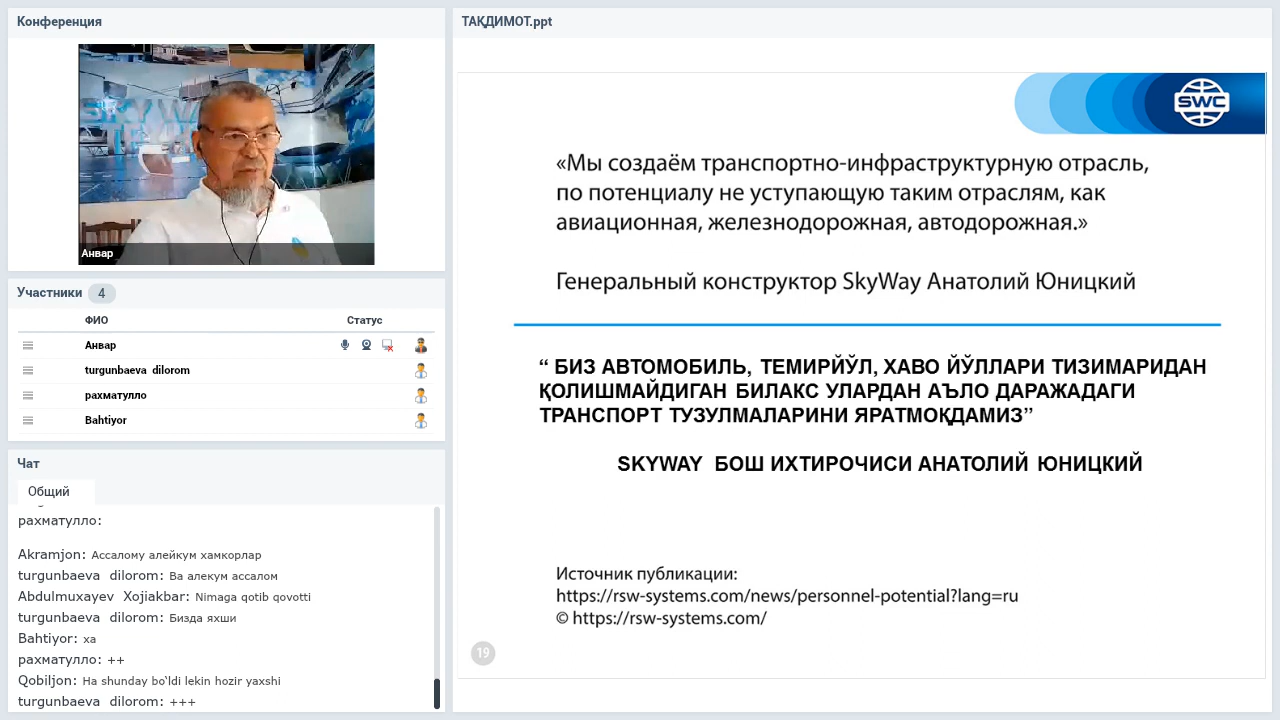 Конференция
Анвар
Участники 4
ФИО Статус
Анвар
turgunbaeva dilorom
рахматулло
Bahtiyor
Чат
Общий
рахматулло:
Akramjon: Ассалому алейкум хамкорлар
turgunbaeva dilorom: Ва алекум ассалом
Abdulmuxayev Xojiakbar: Nimaga qotib qovotti
turgunbaeva dilorom: Бизда яхши
Bahtiyor: ха
рахматулло: ++
Qobiljon: Ha shunday bo'ldi lekin hozir yaxshi
turgunbaeva dilorom: +++
ТАҚДИМОТ.ppt
SWC
«Мы создаём транспортно-инфраструктурную отрасль,
по потенциалу не уступающую таким отраслям, как
авиационная, железнодорожная, автодорожная.»
Генеральный конструктор SkyWay Анатолий Юницкий
“ БИЗ АВТОМОБИЛЬ, ТЕМИРЙЎЛ, ХАВО ЙЎЛЛАРИ ТИЗИМАРИДАН
ҚОЛИШМАЙДИГАН БИЛАКС УЛАРДАН АЪЛО ДАРАЖАДАГИ
ТРАНСПОРТ ТУЗУЛМАЛАРИНИ ЯРАТМОҚДАМИЗ”
SKYWAY БОШ ИХТИРОЧИСИ АНАТОЛИЙ ЮНИЦКИЙ
Источник публикации:
https://rsw-systems.com/news/personnel-potential?lang=ru
© https://rsw-systems.com/
19